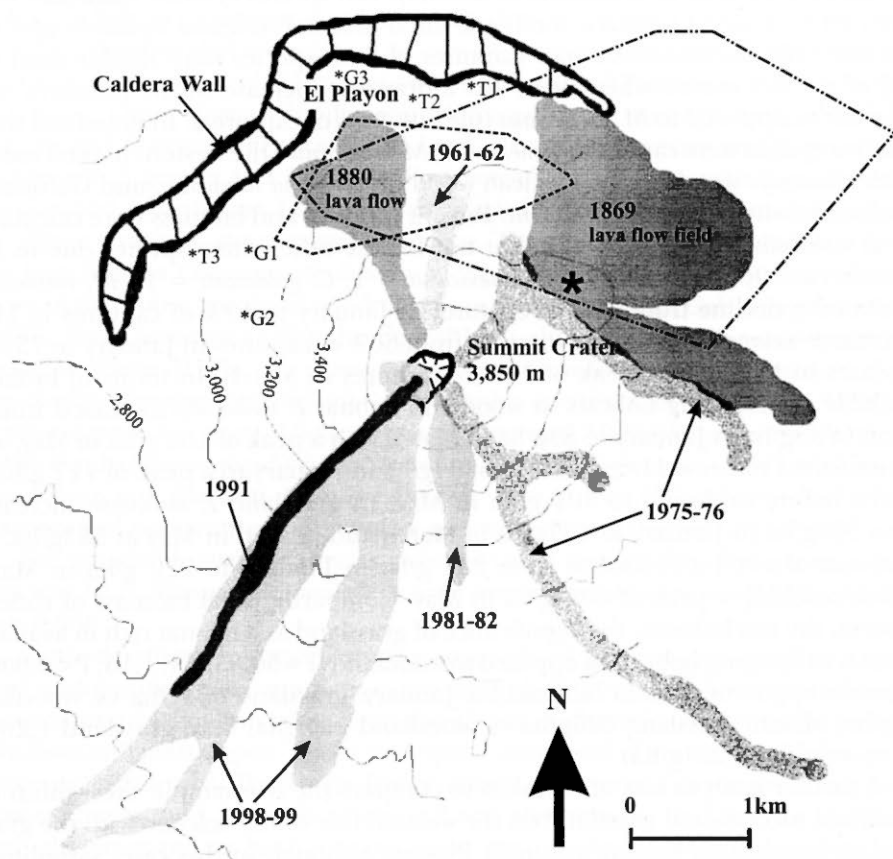 *G3
Caldera Wall
El Playon
*T2
*T1
1961-62
1880
lava flow
1869
lava flow field
*T3
*G1
*
*G2
Summit Crater
3,850 m
2,800
3,000
3,200
3,400
1991
1975-76
1981-82
N
1998-99
0
1km